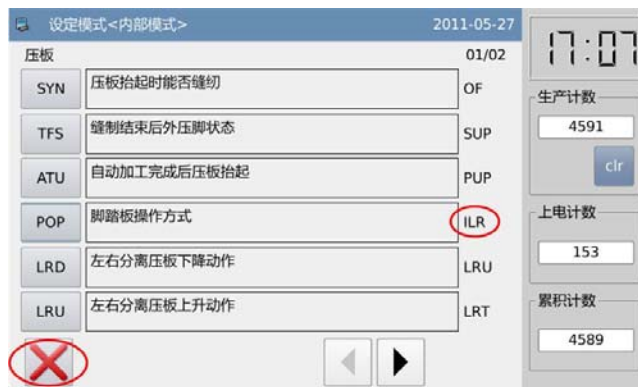 设定模式<内部模式> 2011-05-27
压板 01/02
SYN 压板抬起时能否缝纫 OF
TFS 缝制结束后外压脚状态 SUP
ATU 自动加工完成后压板抬起 PUP
POP 脚踏板操作方式 ILR
LRD 左右分离压板下降动作 LRU
LRU 左右分离压板上升动作 LRT
17:07
生产计数
4591
clr
上电计数
153
累积计数
4589